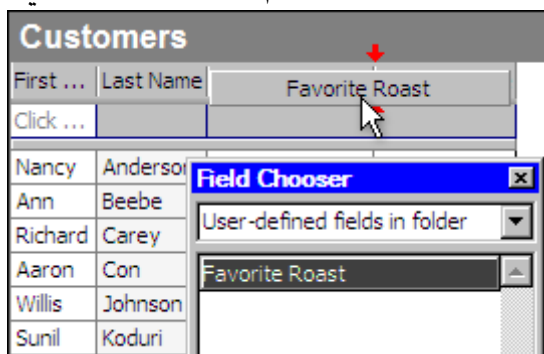 Customers
First ... Last Name Favorite Roast
Click ...
Nancy Anderson
Field Chooser
Ann Beebe
User-defined fields in folder
Richard Carey
Aaron Con
Favorite Roast
Willis Johnson
Sunil Koduri